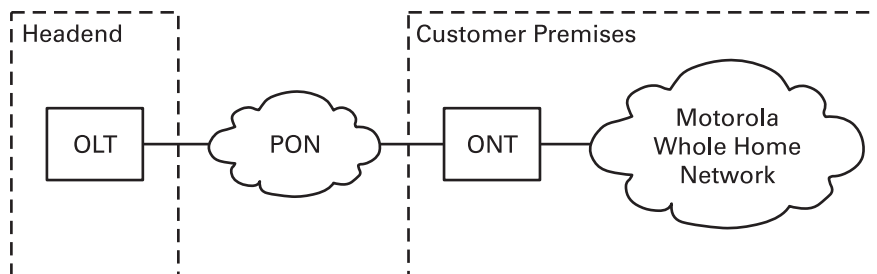 Headend
Customer Premises
OLT
PON
ONT
Motorola
Whole Home
Network